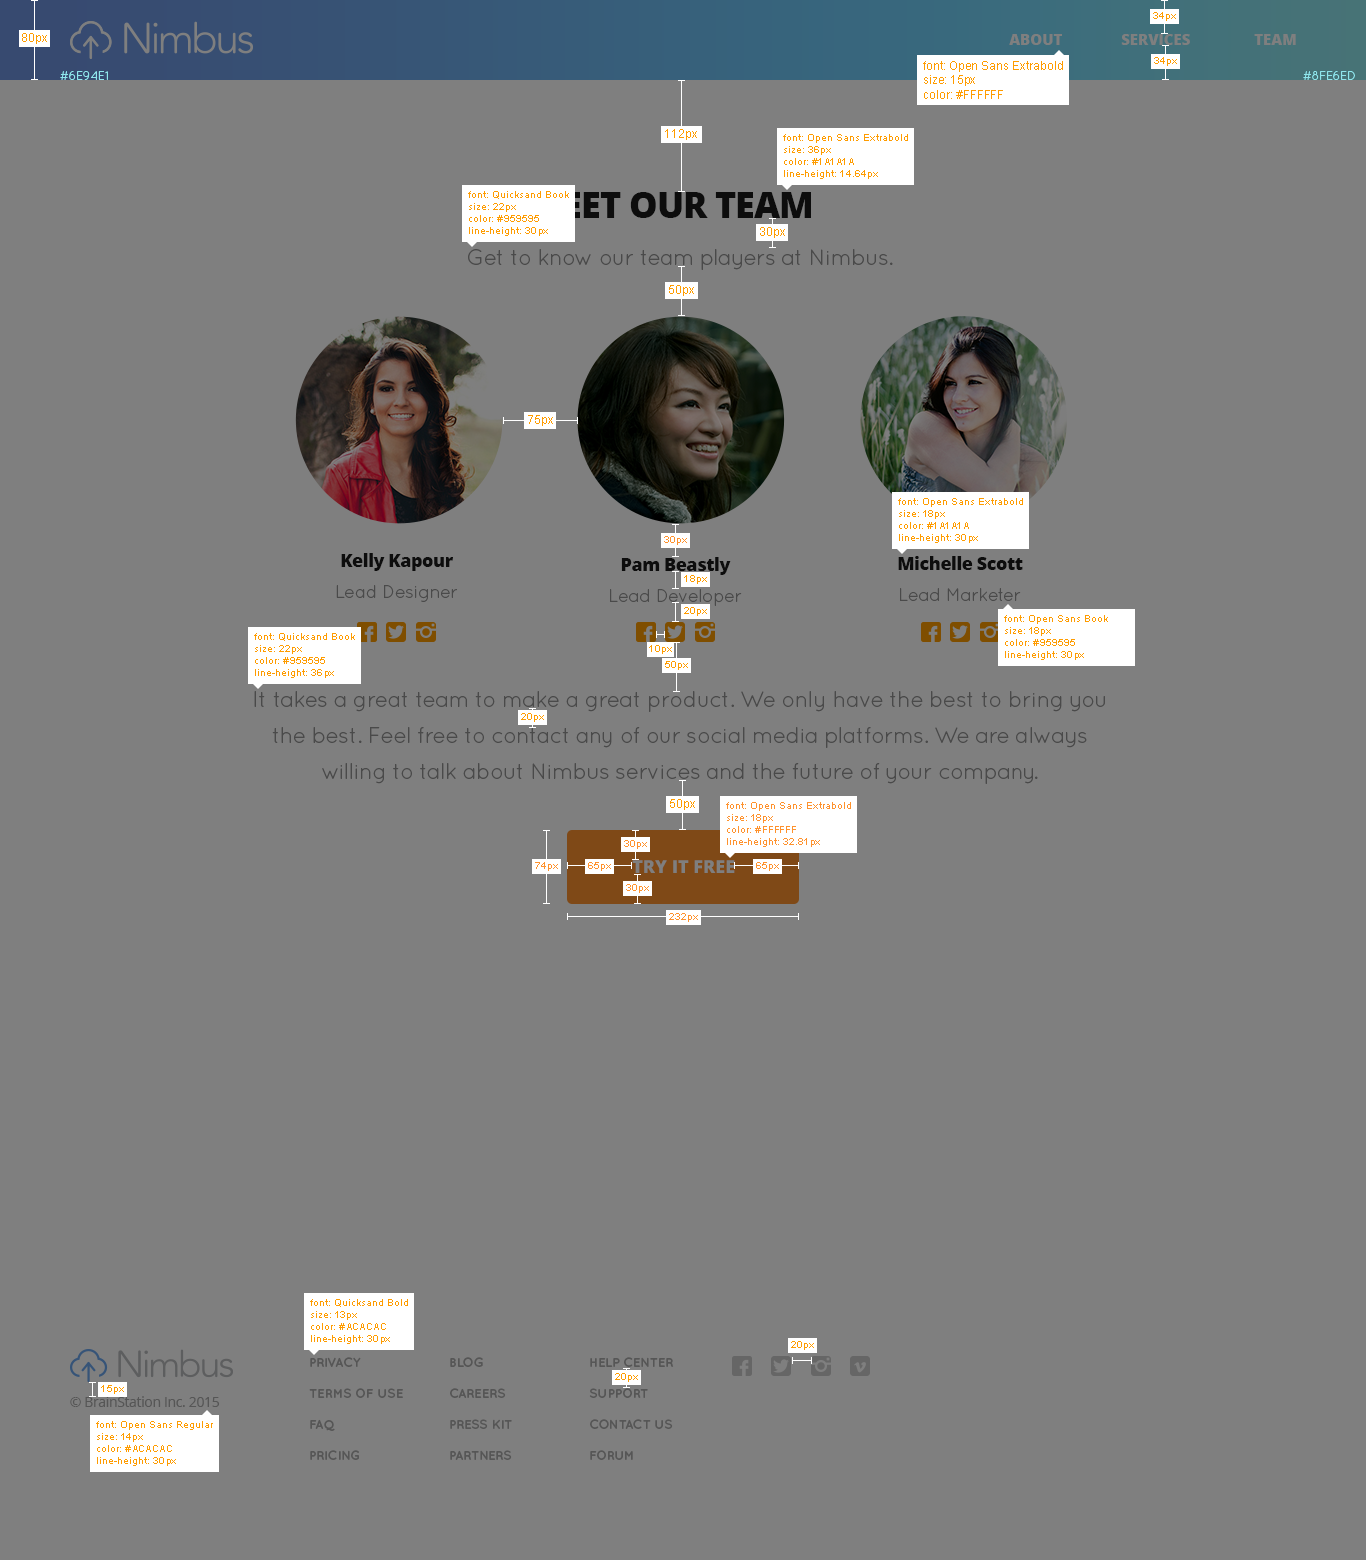 80px
Nimbus
#6E94E1
ABOUT
SERVICES
TEAM
34px
34px
#8FE6ED
font: Open Sans Extrabold
size: 15px
color: #FFFFFF
112px
font: Open Sans Extrabold
size: 36px
color: #1A1A1A
line-height: 14.64px
font: Quicksand Book
size: 22px
color: #959595
line-height: 30px
EET OUR TEAM
30px
Get to know our team players at Nimbus.
50px
75px
font: Open Sans Extrabold
size: 18px
color: #1A1A1A
line-height: 30px
30px
Kelly Kapour
Pam Beastly
Michelle Scott
18px
Lead Designer
Lead Developer
Lead Marketer
20px
font: Open Sans Book
size: 18px
color: #959595
line-height: 30px
10px
50px
font: Quicksand Book
size: 22px
color: #959595
line-height: 36px
It takes a great team to make a great product. We only have the best to bring you
20px
the best. Feel free to contact any of our social media platforms. We are always
willing to talk about Nimbus services and the future of your company.
50px
font: Open Sans Extrabold
size: 18px
color: #FFFFFF
line-height: 32.81px
30px
74px
65px
TRY IT FREE
65px
30px
232px
font: Quicksand Bold
size: 13px
color: #ACACAC
line-height: 30px
Nimbus
15px
© BrainStation Inc. 2015
font: Open Sans Regular
size: 14px
color: #ACACAC
line-height: 30px
PRIVACY
TERMS OF USE
FAQ
PRICING
BLOG
CAREERS
PRESS KIT
PARTNERS
HELP CENTER
20px
SUPPORT
CONTACT US
FORUM
20px